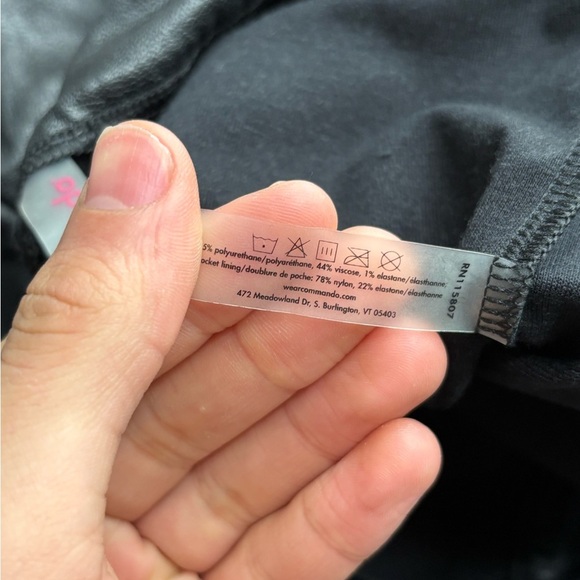 5% polyurethane/polyuréthane, 44% viscose, 1% elastane/élasthanne;
ocket lining/doublure de poche: 78% nylon, 22% elastane/élasthanne
wearcommando.com
472 Meadowland Dr, S. Burlington, VT 05403
RN115807